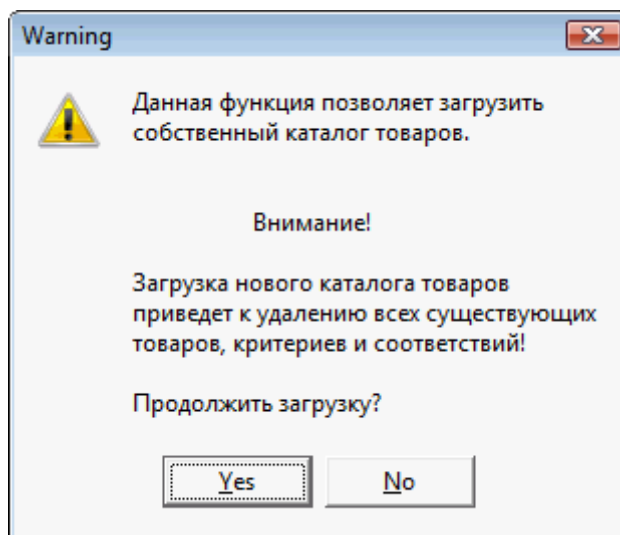 Warning
Данная функция позволяет загрузить
собственный каталог товаров.
Внимание!
Загрузка нового каталога товаров
приведет к удалению всех существующих
товаров, критериев и соответствий!
Продолжить загрузку?
Yes
No